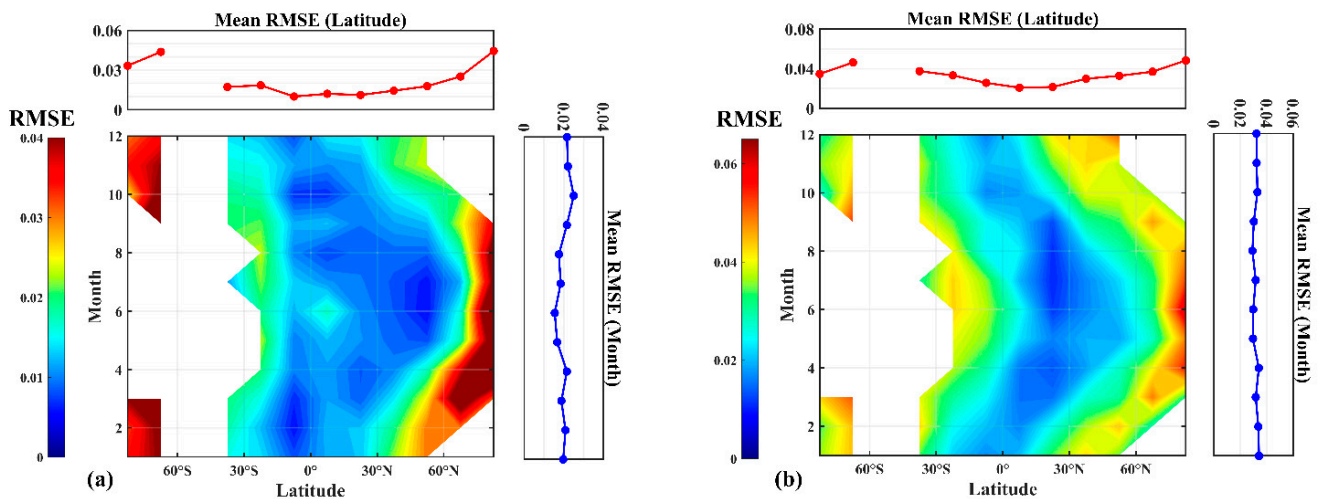 Mean RMSE (Latitude)
0.06
0.03
0
RMSE
0.04
0.03
0.02
0.01
0
12
10
8
6
4
2
Month
60°S
30°S
0°
30°N
60°N
Latitude
(a)
0
0.02
0.04
Mean RMSE (Month)
Mean RMSE (Latitude)
0.08
0.04
0
RMSE
0.06
0.04
0.02
0
12
10
8
6
4
2
Month
60°S
30°S
0°
30°N
60°N
Latitude
(b)
0
0.02
0.04
0.06
Mean RMSE (Month)